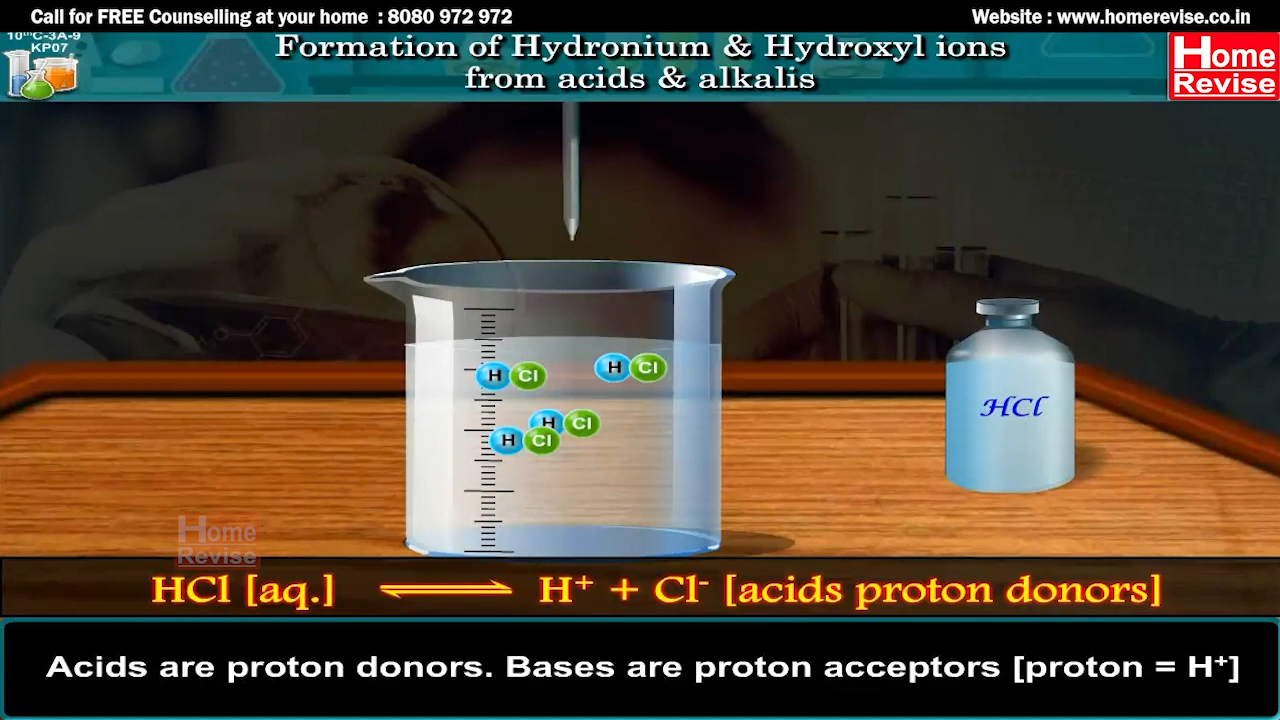 Call for FREE Counselling at your home : 8080 972 972
Website : www.homerevise.co.in
10ᵗʰC-3A-9
KP07
Formation of Hydronium & Hydroxyl ions
from acids & alkalis
Home
Revise
H Cl
H Cl
H Cl
H Cl
HCl
Home
Revise
HCl [aq.] ⇌ H⁺ + Cl⁻ [acids proton donors]
Acids are proton donors. Bases are proton acceptors [proton = H⁺]